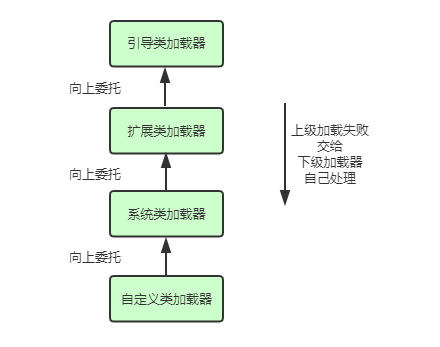 引导类加载器
向上委托
扩展类加载器
上级加载失败
交给
下级加载器
自己处理
向上委托
系统类加载器
向上委托
自定义类加载器